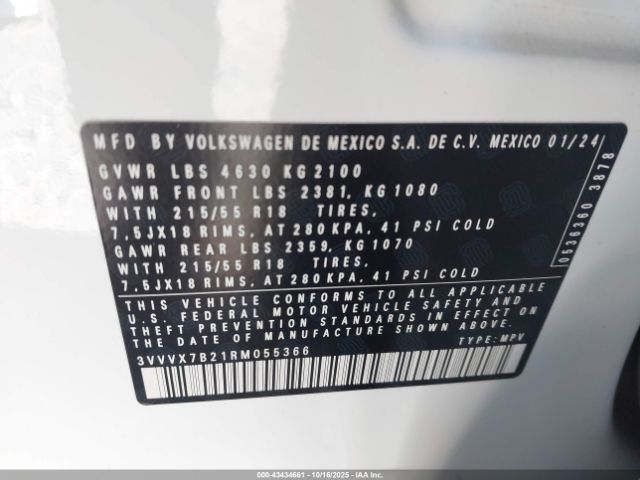 MFD BY VOLKSWAGEN DE MEXICO S.A. DE C.V. MEXICO 01/24
GVWR LBS 4630 KG 2100
GAWR FRONT LBS 2381, KG 1080
WITH 215/55 R18 TIRES,
7,5JX18 RIMS, AT 280 KPA, 41 PSI COLD
GAWR REAR LBS 2359, KG 1070
WITH 215/55 R18 TIRES,
7,5JX18 RIMS, AT 280 KPA, 41 PSI COLD
THIS VEHICLE CONFORMS TO ALL APPLICABLE
U.S. FEDERAL MOTOR VEHICLE SAFETY AND
THEFT PREVENTION STANDARDS IN EFFECT ON
THE DATE OF MANUFACTURE SHOWN ABOVE.
3VVVX7B21RM055366 TYPE: MPV
0536360 3878
000-43434661 - 10/16/2025 - IAA Inc.